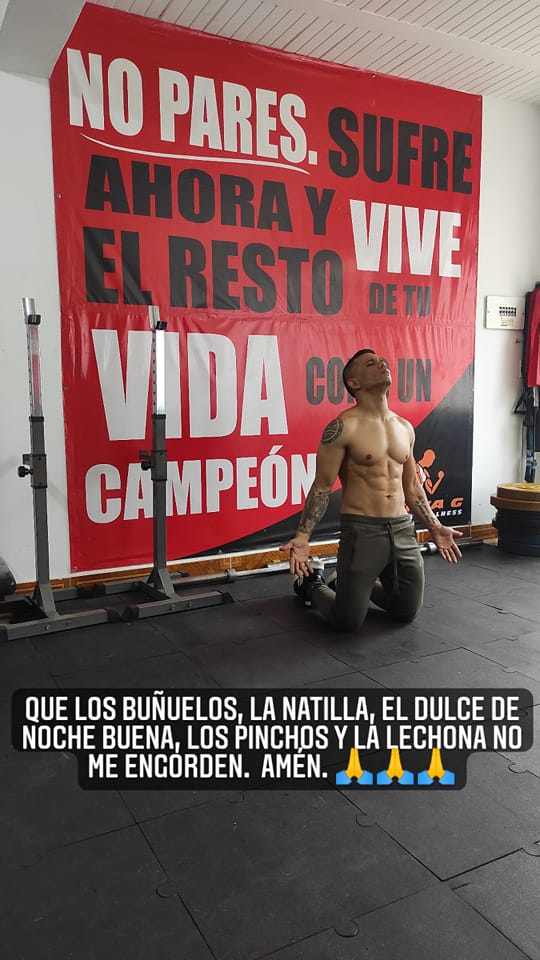 NO PARES. SUFRE
AHORA Y VIVE
EL RESTO DE TU
VIDA UN
CAMPEÓN
QUE LOS BUÑUELOS, LA NATILLA, EL DULCE DE
NOCHE BUENA, LOS PINCHOS Y LA LECHONA NO
ME ENGORDEN. AMÉN. 🙏🙏🙏